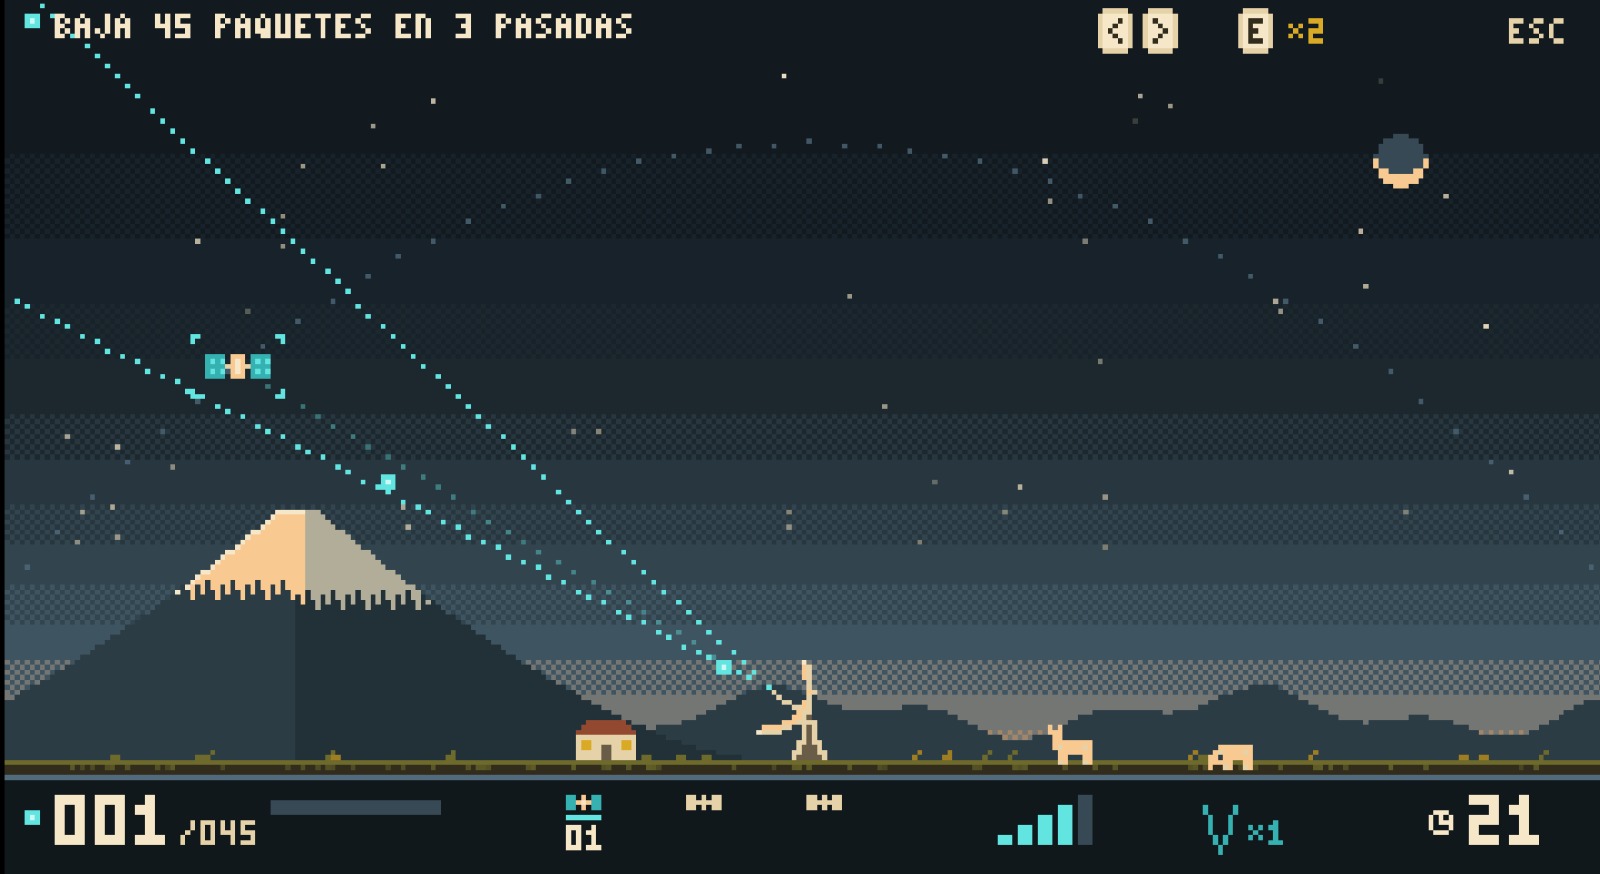 BAJA 45 PAQUETES EN 3 PASADAS
< > E ×2 ESC
001/045
01
×1
21